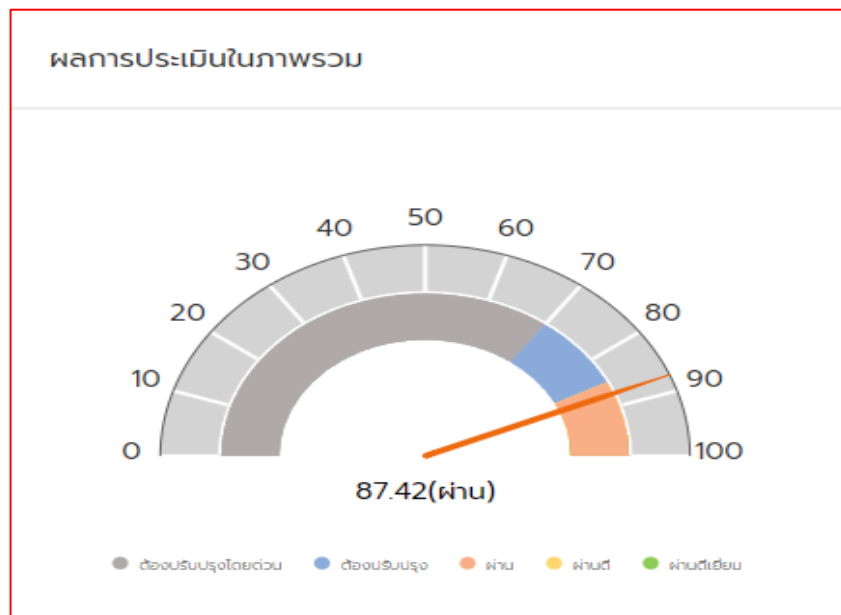 ผลการประเมินในภาพรวม
50
40 60
30 70
20 80
10 90
0 100
87.42(ผ่าน)
ต้องปรับปรุงโดยด่วน ต้องปรับปรุง ผ่าน ผ่านดี ผ่านดีเยี่ยม